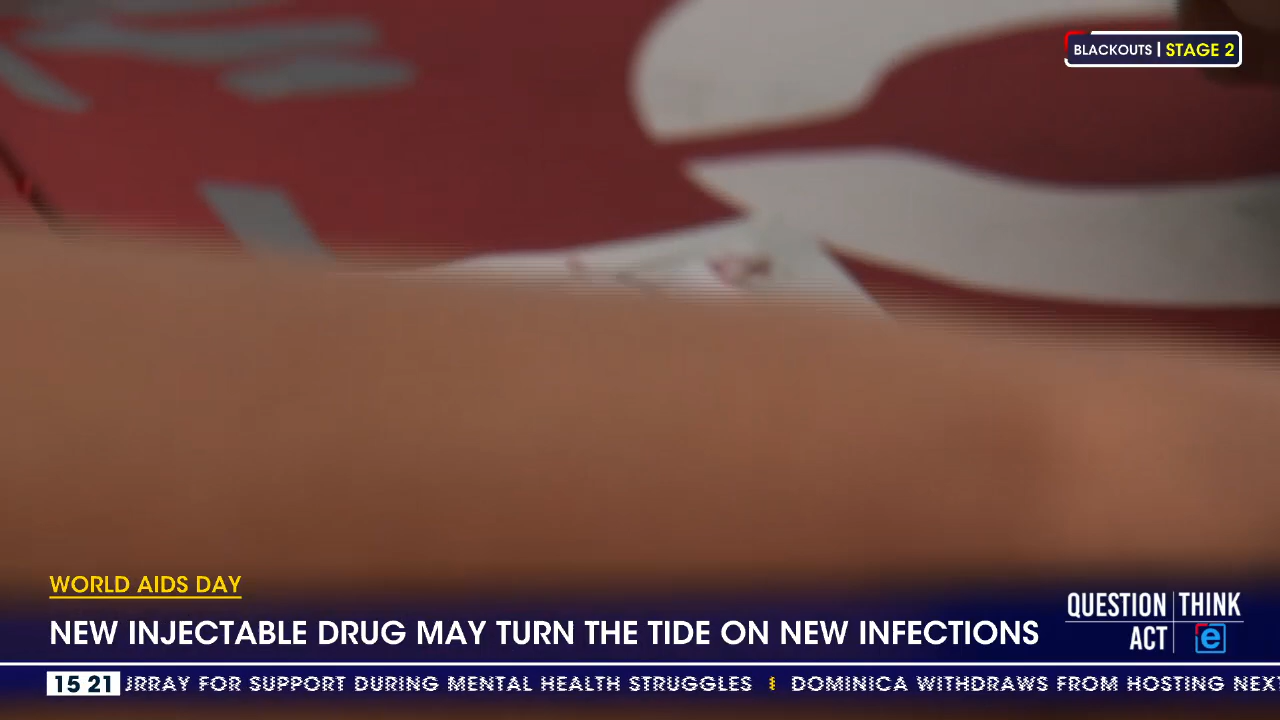 BLACKOUTS | STAGE 2
WORLD AIDS DAY
NEW INJECTABLE DRUG MAY TURN THE TIDE ON NEW INFECTIONS
QUESTION THINK
ACT e
15 21 URRAY FOR SUPPORT DURING MENTAL HEALTH STRUGGLES DOMINICA WITHDRAWS FROM HOSTING NEXT